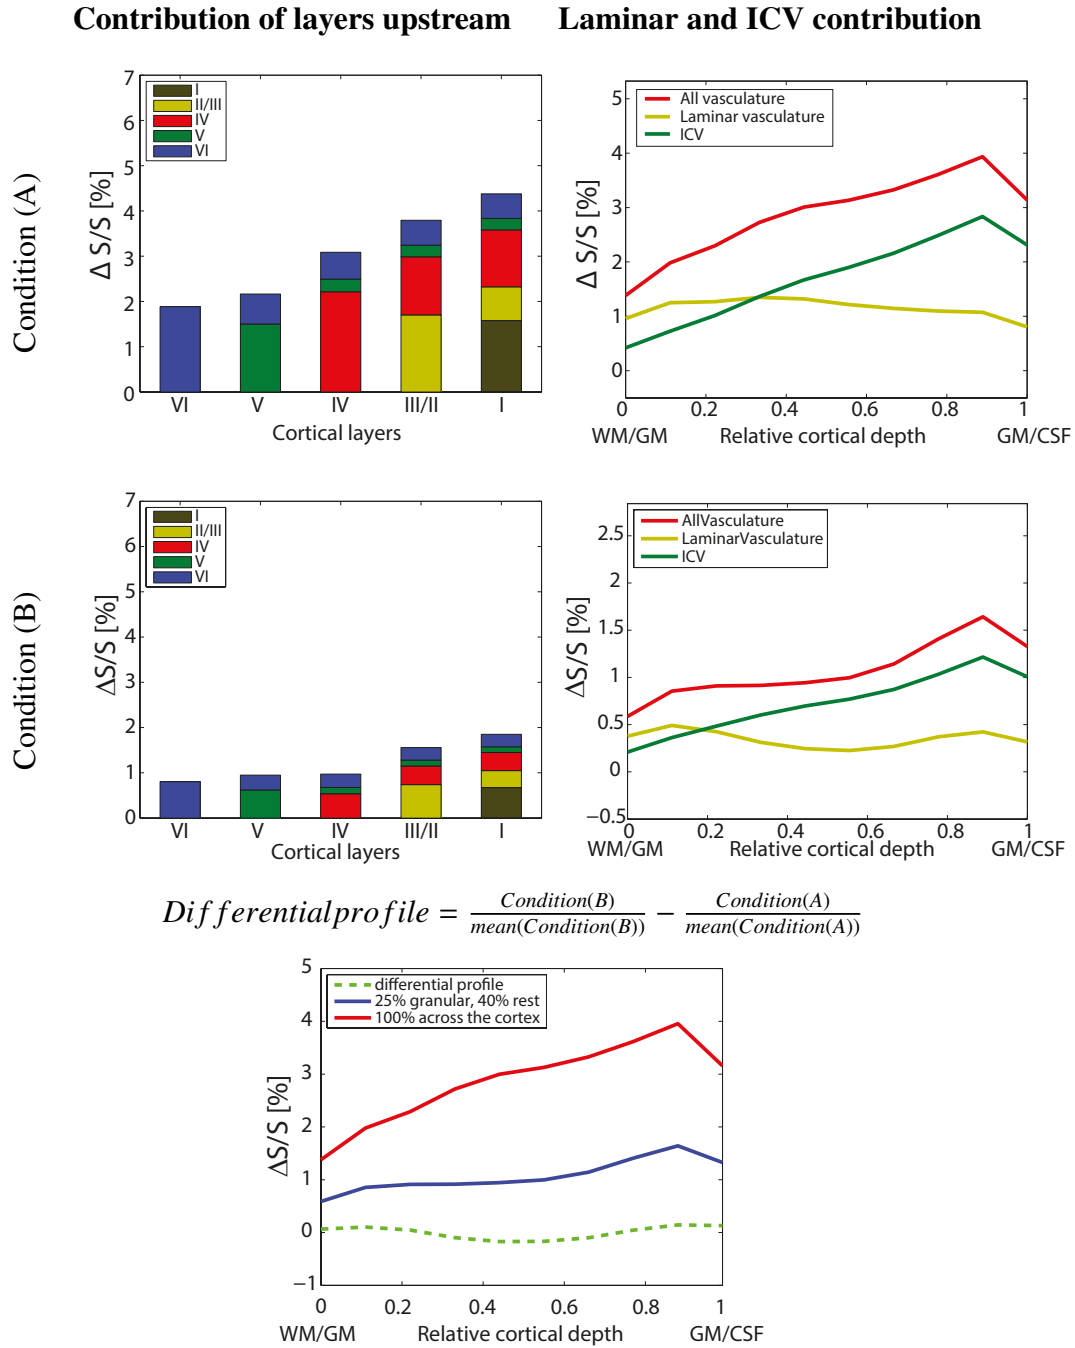 Contribution of layers upstream
Laminar and ICV contribution
Condition (A)
Δ S/S [%]
7
6
5
4
3
2
1
0
I
II/III
IV
V
VI
VI
V
IV
III/II
I
Cortical layers
Δ S/S [%]
5
4
3
2
1
0
All vasculature
Laminar vasculature
ICV
0
0.2
0.4
0.6
0.8
1
WM/GM
Relative cortical depth
GM/CSF
Condition (B)
ΔS/S [%]
7
6
5
4
3
2
1
0
I
II/III
IV
V
VI
VI
V
IV
III/II
I
Cortical layers
ΔS/S [%]
2.5
2
1.5
1
0.5
0
−0.5
AllVasculature
LaminarVasculature
ICV
0
0.2
0.4
0.6
0.8
1
WM/GM
Relative cortical depth
GM/CSF
Differentialprofile = Condition(B)/mean(Condition(B)) − Condition(A)/mean(Condition(A))
ΔS/S [%]
5
4
3
2
1
0
−1
differential profile
25% granular, 40% rest
100% across the cortex
0
0.2
0.4
0.6
0.8
1
WM/GM
Relative cortical depth
GM/CSF